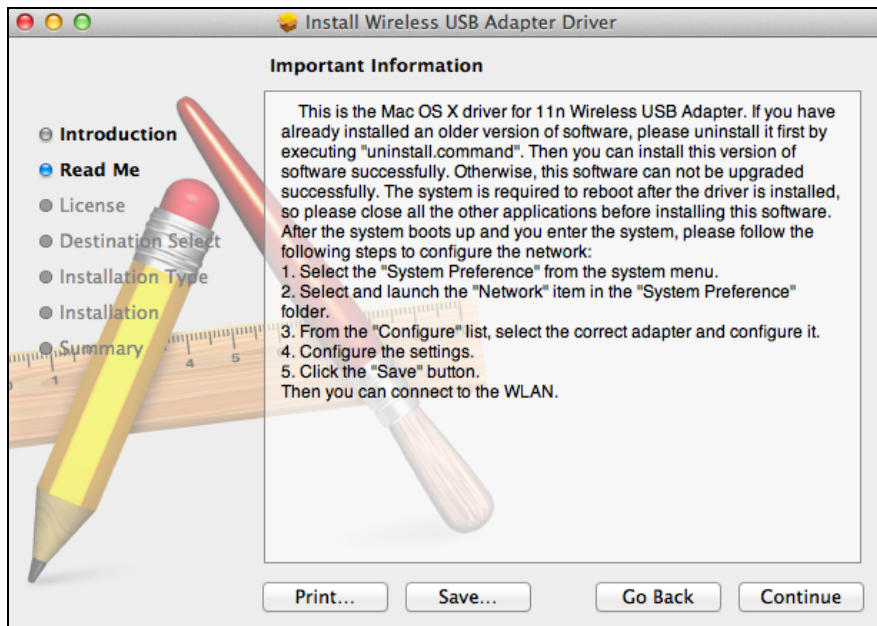 Install Wireless USB Adapter Driver
Important Information
Introduction
Read Me
License
Destination Select
Installation Type
Installation
Summary
This is the Mac OS X driver for 11n Wireless USB Adapter. If you have
already installed an older version of software, please uninstall it first by
executing "uninstall.command". Then you can install this version of
software successfully. Otherwise, this software can not be upgraded
successfully. The system is required to reboot after the driver is installed,
so please close all the other applications before installing this software.
After the system boots up and you enter the system, please follow the
following steps to configure the network:
1. Select the "System Preference" from the system menu.
2. Select and launch the "Network" item in the "System Preference"
folder.
3. From the "Configure" list, select the correct adapter and configure it.
4. Configure the settings.
5. Click the "Save" button.
Then you can connect to the WLAN.
1 4 5
Print... Save... Go Back Continue